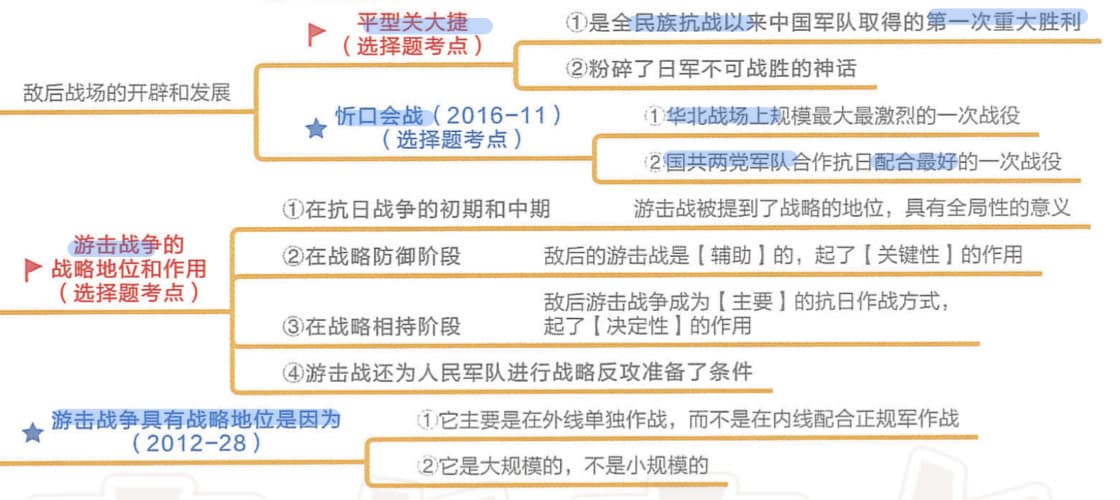 平型关大捷
（选择题考点）
①是全民族抗战以来中国军队取得的第一次重大胜利
②粉碎了日军不可战胜的神话
敌后战场的开辟和发展
忻口会战（2016-11）
（选择题考点）
①华北战场上规模最大最激烈的一次战役
②国共两党军队合作抗日配合最好的一次战役
游击战争的
战略地位和作用
（选择题考点）
①在抗日战争的初期和中期 游击战被提到了战略的地位，具有全局性的意义
②在战略防御阶段 敌后的游击战是【辅助】的，起了【关键性】的作用
③在战略相持阶段 敌后游击战争成为【主要】的抗日作战方式，
起了【决定性】的作用
④游击战还为人民军队进行战略反攻准备了条件
游击战争具有战略地位是因为
（2012-28）
①它主要是在外线单独作战，而不是在内线配合正规军作战
②它是大规模的，不是小规模的